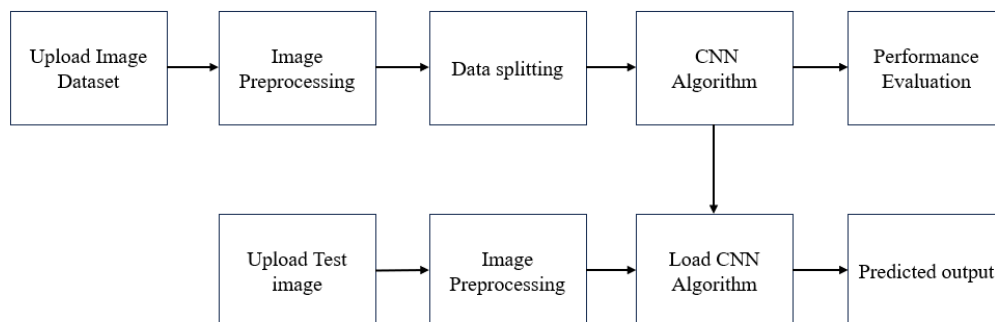 Upload Image
Dataset
Image
Preprocessing
Data splitting
CNN
Algorithm
Performance
Evaluation
Upload Test
image
Image
Preprocessing
Load CNN
Algorithm
Predicted output